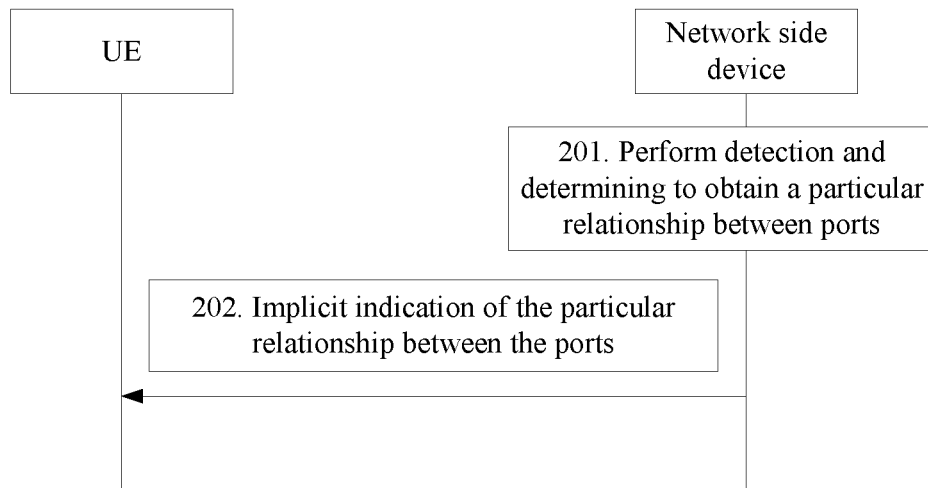 UE
Network side
device
201. Perform detection and
determining to obtain a particular
relationship between ports
202. Implicit indication of the particular
relationship between the ports